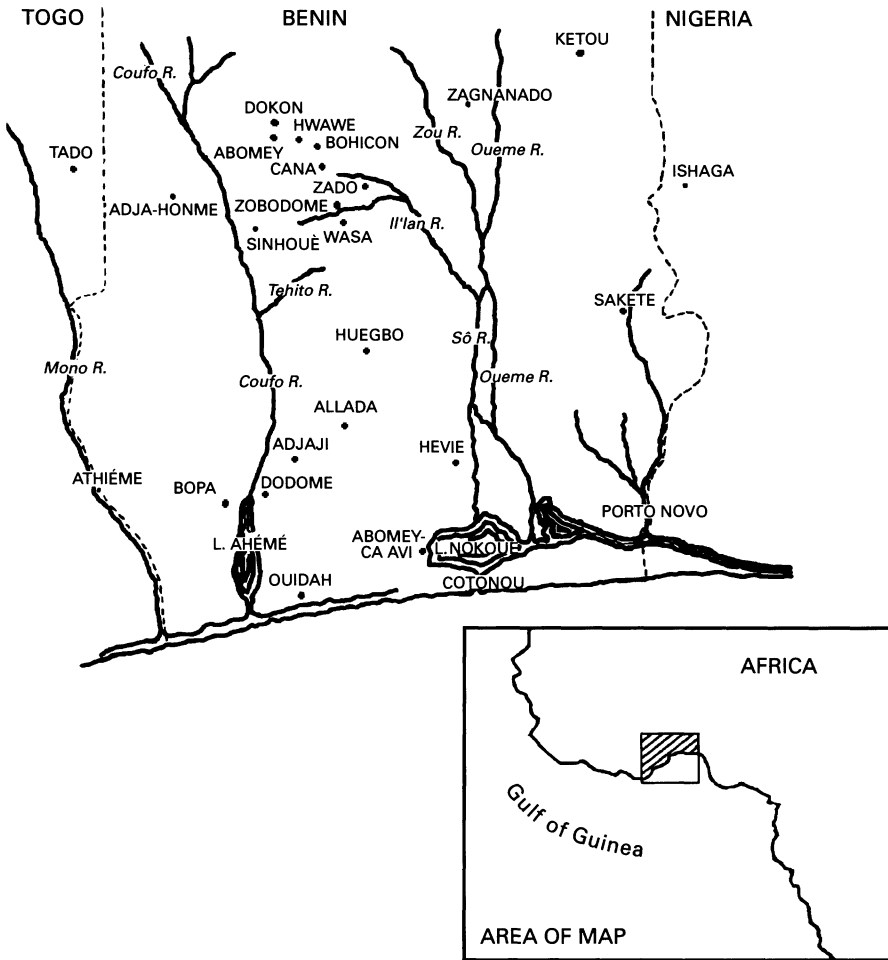 TOGO
BENIN
NIGERIA
KETOU
Coufo R.
ZAGNANADO
DOKON
HWAWE
Zou R.
BOHICON
ABOMEY
Oueme R.
TADO
CANA
ISHAGA
ZADO
ADJA-HONME
ZOBODOME
Il'lan R.
SINHOUÈ
WASA
Tehito R.
SAKETE
HUEGBO
Sô R.
Mono R.
Coufo R.
Oueme R.
ALLADA
ADJAJI
HEVIE
ATHIÉME
BOPA
DODOME
PORTO NOVO
L. AHÉMÉ
ABOMEY-
CA AVI
L.NOKOUE
OUIDAH
COTONOU
AFRICA
Gulf of Guinea
AREA OF MAP